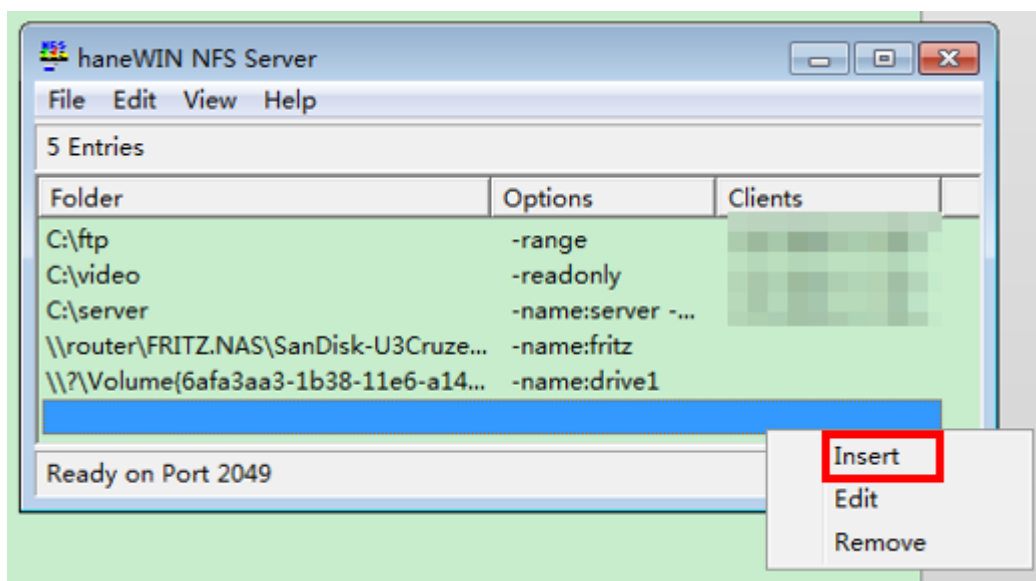 haneWIN NFS Server
File Edit View Help
5 Entries
Folder Options Clients
C:\ftp -range
C:\video -readonly
C:\server -name:server -...
\\router\FRITZ.NAS\SanDisk-U3Cruze... -name:fritz
\\?\Volume{6afa3aa3-1b38-11e6-a14... -name:drive1
Ready on Port 2049
Insert
Edit
Remove